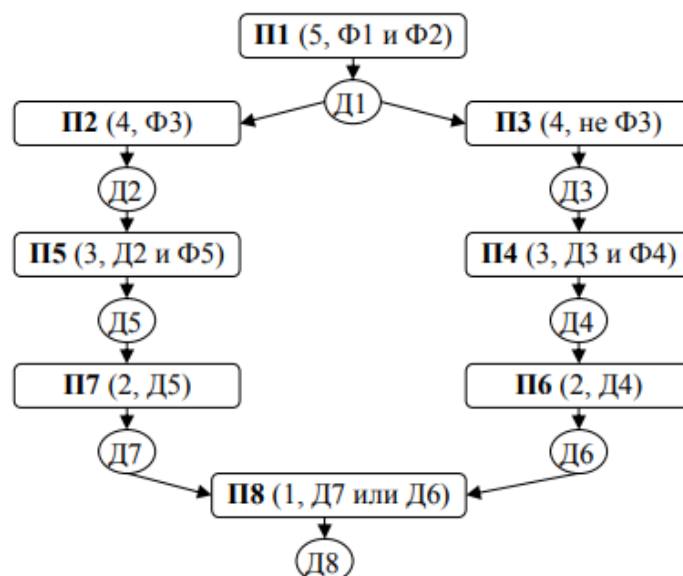 П1 (5, Ф1 и Ф2)
Д1
П2 (4, Ф3)
П3 (4, не Ф3)
Д2
Д3
П5 (3, Д2 и Ф5)
П4 (3, Д3 и Ф4)
Д5
Д4
П7 (2, Д5)
П6 (2, Д4)
Д7
Д6
П8 (1, Д7 или Д6)
Д8